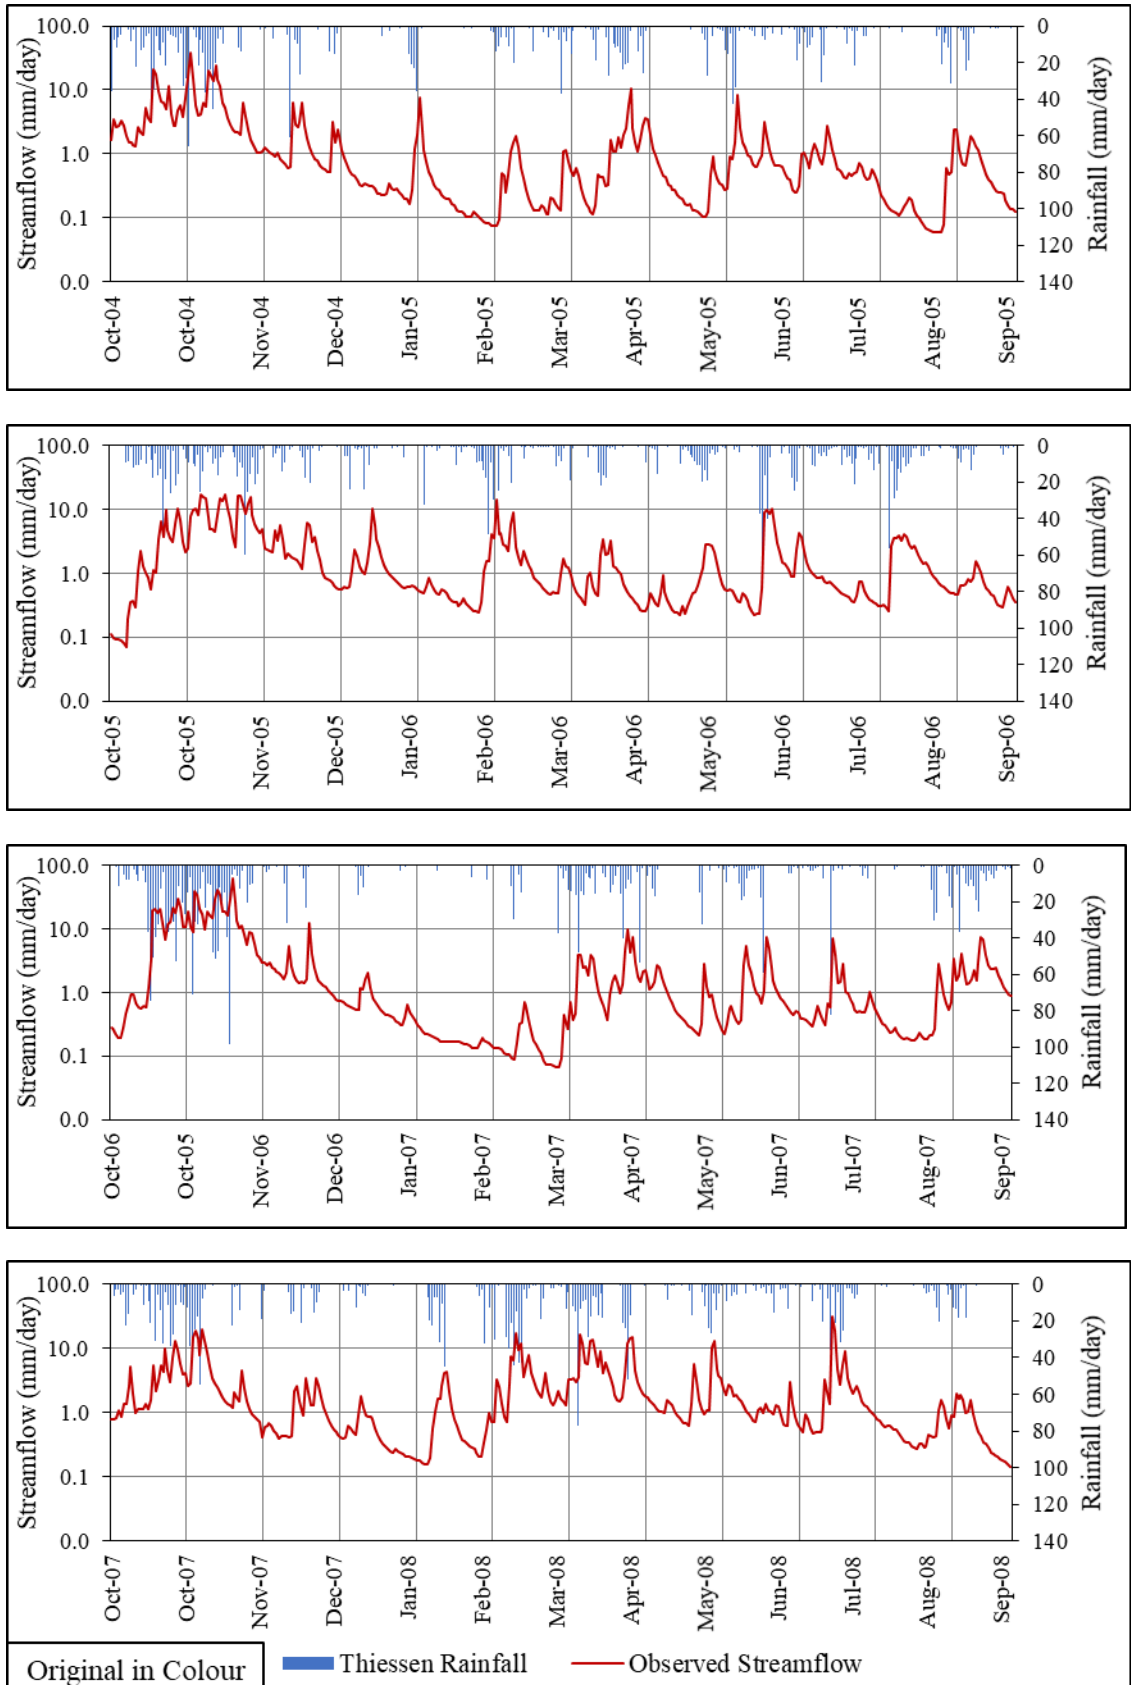 Streamflow (mm/day)
100.0
10.0
1.0
0.1
0.0
0
20
40
60
80
100
120
140
Rainfall (mm/day)
Oct-04
Oct-04
Nov-04
Dec-04
Jan-05
Feb-05
Mar-05
Apr-05
May-05
Jun-05
Jul-05
Aug-05
Sep-05
Streamflow (mm/day)
100.0
10.0
1.0
0.1
0.0
0
20
40
60
80
100
120
140
Rainfall (mm/day)
Oct-05
Oct-05
Nov-05
Dec-05
Jan-06
Feb-06
Mar-06
Apr-06
May-06
Jun-06
Jul-06
Aug-06
Sep-06
Streamflow (mm/day)
100.0
10.0
1.0
0.1
0.0
0
20
40
60
80
100
120
140
Rainfall (mm/day)
Oct-06
Oct-05
Nov-06
Dec-06
Jan-07
Feb-07
Mar-07
Apr-07
May-07
Jun-07
Jul-07
Aug-07
Sep-07
Streamflow (mm/day)
100.0
10.0
1.0
0.1
0.0
0
20
40
60
80
100
120
140
Rainfall (mm/day)
Oct-07
Oct-07
Nov-07
Dec-07
Jan-08
Feb-08
Mar-08
Apr-08
May-08
Jun-08
Jul-08
Aug-08
Sep-08
Original in Colour
Thiessen Rainfall
Observed Streamflow